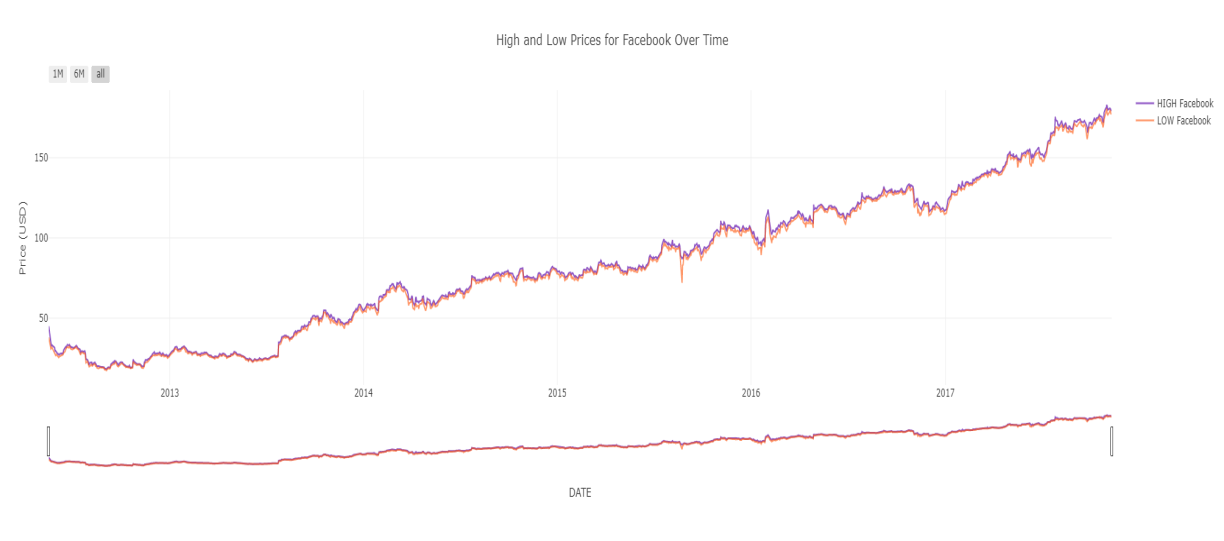 High and Low Prices for Facebook Over Time
1M 6M all
HIGH Facebook
LOW Facebook
150
100
50
Price (USD)
2013 2014 2015 2016 2017
DATE